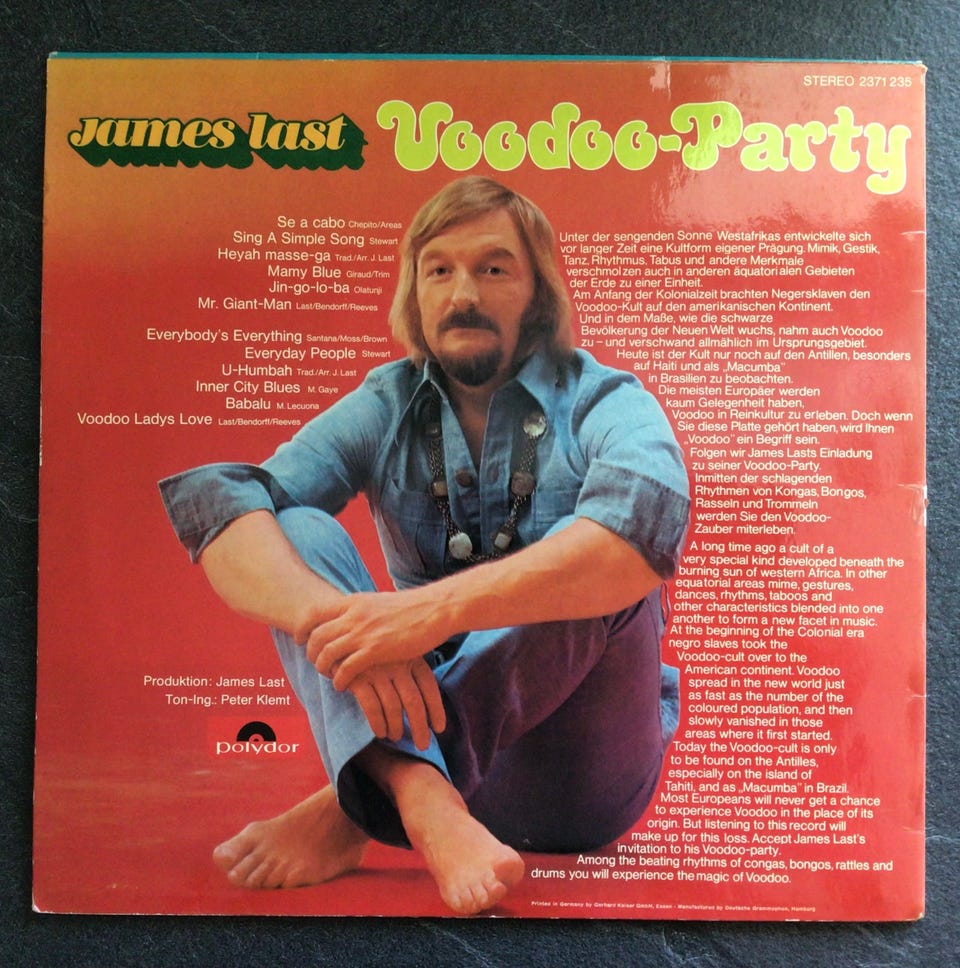 STEREO 2371 235
James last Voodoo-Party
Se a cabo Chepito/Areas
Sing A Simple Song Stewart
Heyah masse-ga Trad./Arr. J. Last
Mamy Blue Giraud/Trim
Jin-go-lo-ba Olatunji
Mr. Giant-Man Last/Bendorff/Reeves
Everybody's Everything Santana/Moss/Brown
Everyday People Stewart
U-Humbah Trad./Arr. J. Last
Inner City Blues M. Gaye
Babalu M. Lecuona
Voodoo Ladys Love Last/Bendorff/Reeves
Unter der sengenden Sonne Westafrikas entwickelte sich
vor langer Zeit eine Kultform eigener Prägung. Mimik, Gestik,
Tanz, Rhythmus, Tabus und andere Merkmale
verschmolzen auch in anderen äquatorialen Gebieten
der Erde zu einer Einheit.
Am Anfang der Kolonialzeit brachten Negersklaven den
Voodoo-Kult auf den amerikanischen Kontinent.
Und in dem Maße, wie die schwarze
Bevölkerung der Neuen Welt wuchs, nahm auch Voodoo
zu – und verschwand allmählich im Ursprungsgebiet.
Heute ist der Kult nur noch auf den Antillen, besonders
auf Haiti und als „Macumba"
in Brasilien zu beobachten.
Die meisten Europäer werden
kaum Gelegenheit haben,
Voodoo in Reinkultur zu erleben. Doch wenn
Sie diese Platte gehört haben, wird Ihnen
„Voodoo" ein Begriff sein.
Folgen wir James Lasts Einladung
zu seiner Voodoo-Party.
Inmitten der schlagenden
Rhythmen von Kongas, Bongos,
Rasseln und Trommeln
werden Sie den Voodoo-
Zauber miterleben.
A long time ago a cult of a
very special kind developed beneath the
burning sun of western Africa. In other
equatorial areas mime, gestures,
dances, rhythms, taboos and
other characteristics blended into one
another to form a new facet in music.
At the beginning of the Colonial era
negro slaves took the
Voodoo-cult over to the
American continent. Voodoo
spread in the new world just
as fast as the number of the
coloured population, and then
slowly vanished in those
areas where it first started.
Today the Voodoo-cult is only
to be found on the Antilles,
especially on the island of
Tahiti, and as „Macumba" in Brazil.
Most Europeans will never get a chance
to experience Voodoo in the place of its
origin. But listening to this record will
make up for this loss. Accept James Last's
invitation to his Voodoo-party.
Among the beating rhythms of congas, bongos, rattles and
drums you will experience the magic of Voodoo.
Produktion: James Last
Ton-Ing.: Peter Klemt
polydor
Printed in Germany by Gerhard Kaiser GmbH, Essen · Manufactured by Deutsche Grammophon, Hamburg